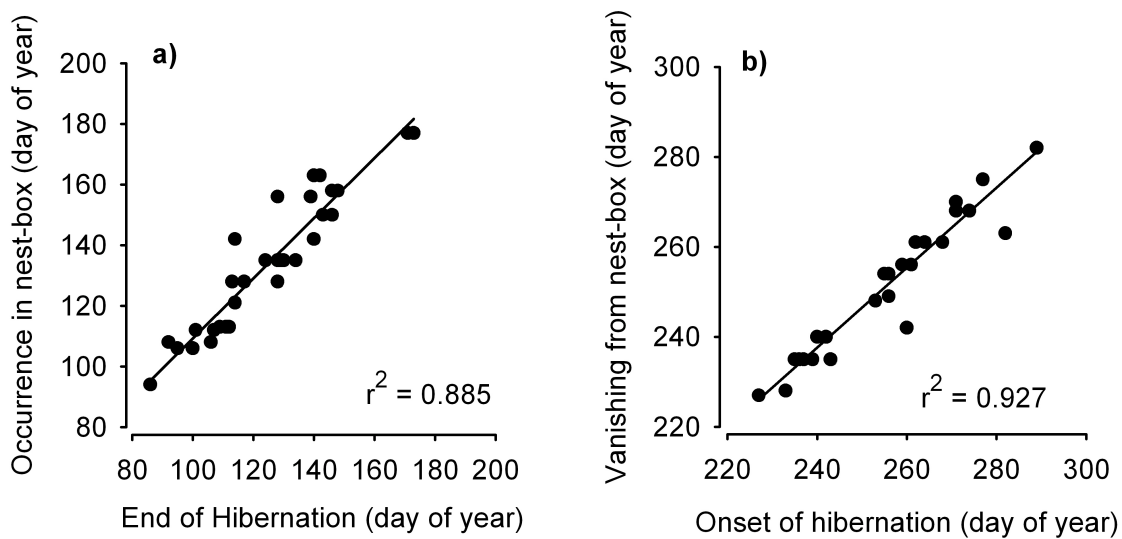 a)
Occurrence in nest-box (day of year)
200
180
160
140
120
100
80
r2 = 0.885
80 100 120 140 160 180 200
End of Hibernation (day of year)
b)
Vanishing from nest-box (day of year)
300
280
260
240
220
r2 = 0.927
220 240 260 280 300
Onset of hibernation (day of year)